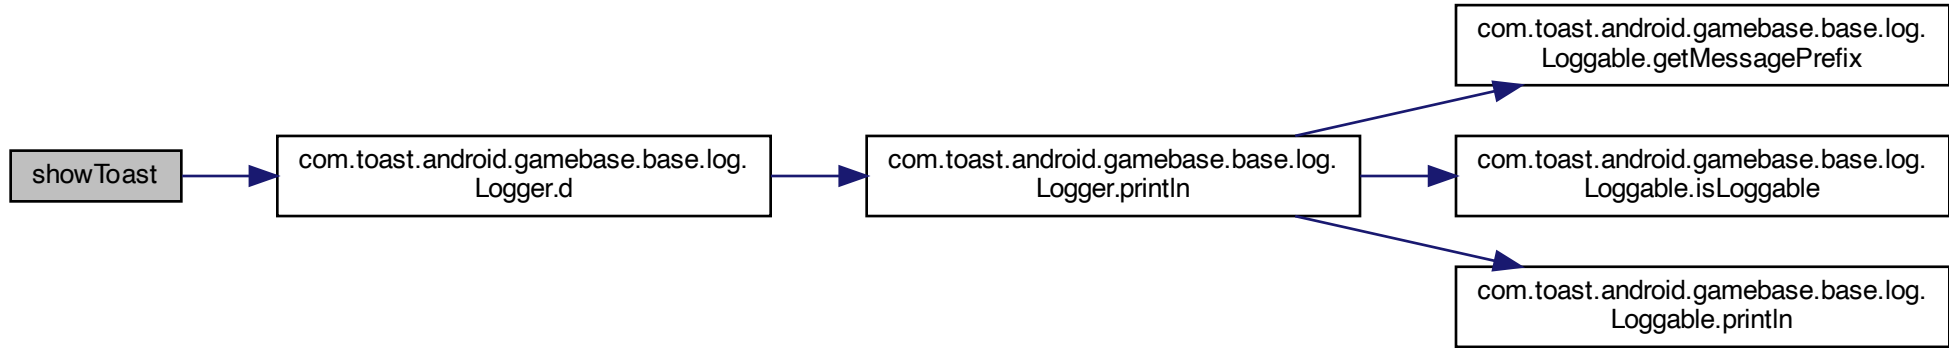 showToast
com.toast.android.gamebase.base.log.
Logger.d
com.toast.android.gamebase.base.log.
Logger.println
com.toast.android.gamebase.base.log.
Loggable.getMessagePrefix
com.toast.android.gamebase.base.log.
Loggable.isLoggable
com.toast.android.gamebase.base.log.
Loggable.println